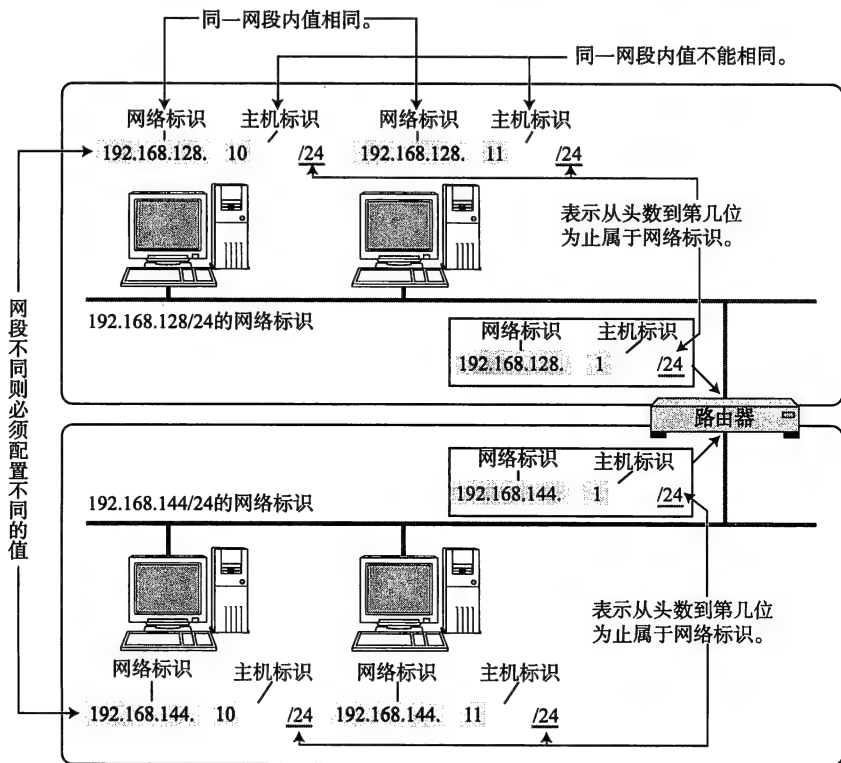 同一网段内值相同。
同一网段内值不能相同。
网络标识 主机标识 网络标识 主机标识
192.168.128. 10 /24 192.168.128. 11 /24
表示从头数到第几位
为止属于网络标识。
192.168.128/24的网络标识
网络标识 主机标识
192.168.128. 1 /24
网段不同则必须配置不同的值
路由器
网络标识 主机标识
192.168.144. 1 /24
192.168.144/24的网络标识
表示从头数到第几位
为止属于网络标识。
网络标识 主机标识 网络标识 主机标识
192.168.144. 10 /24 192.168.144. 11 /24